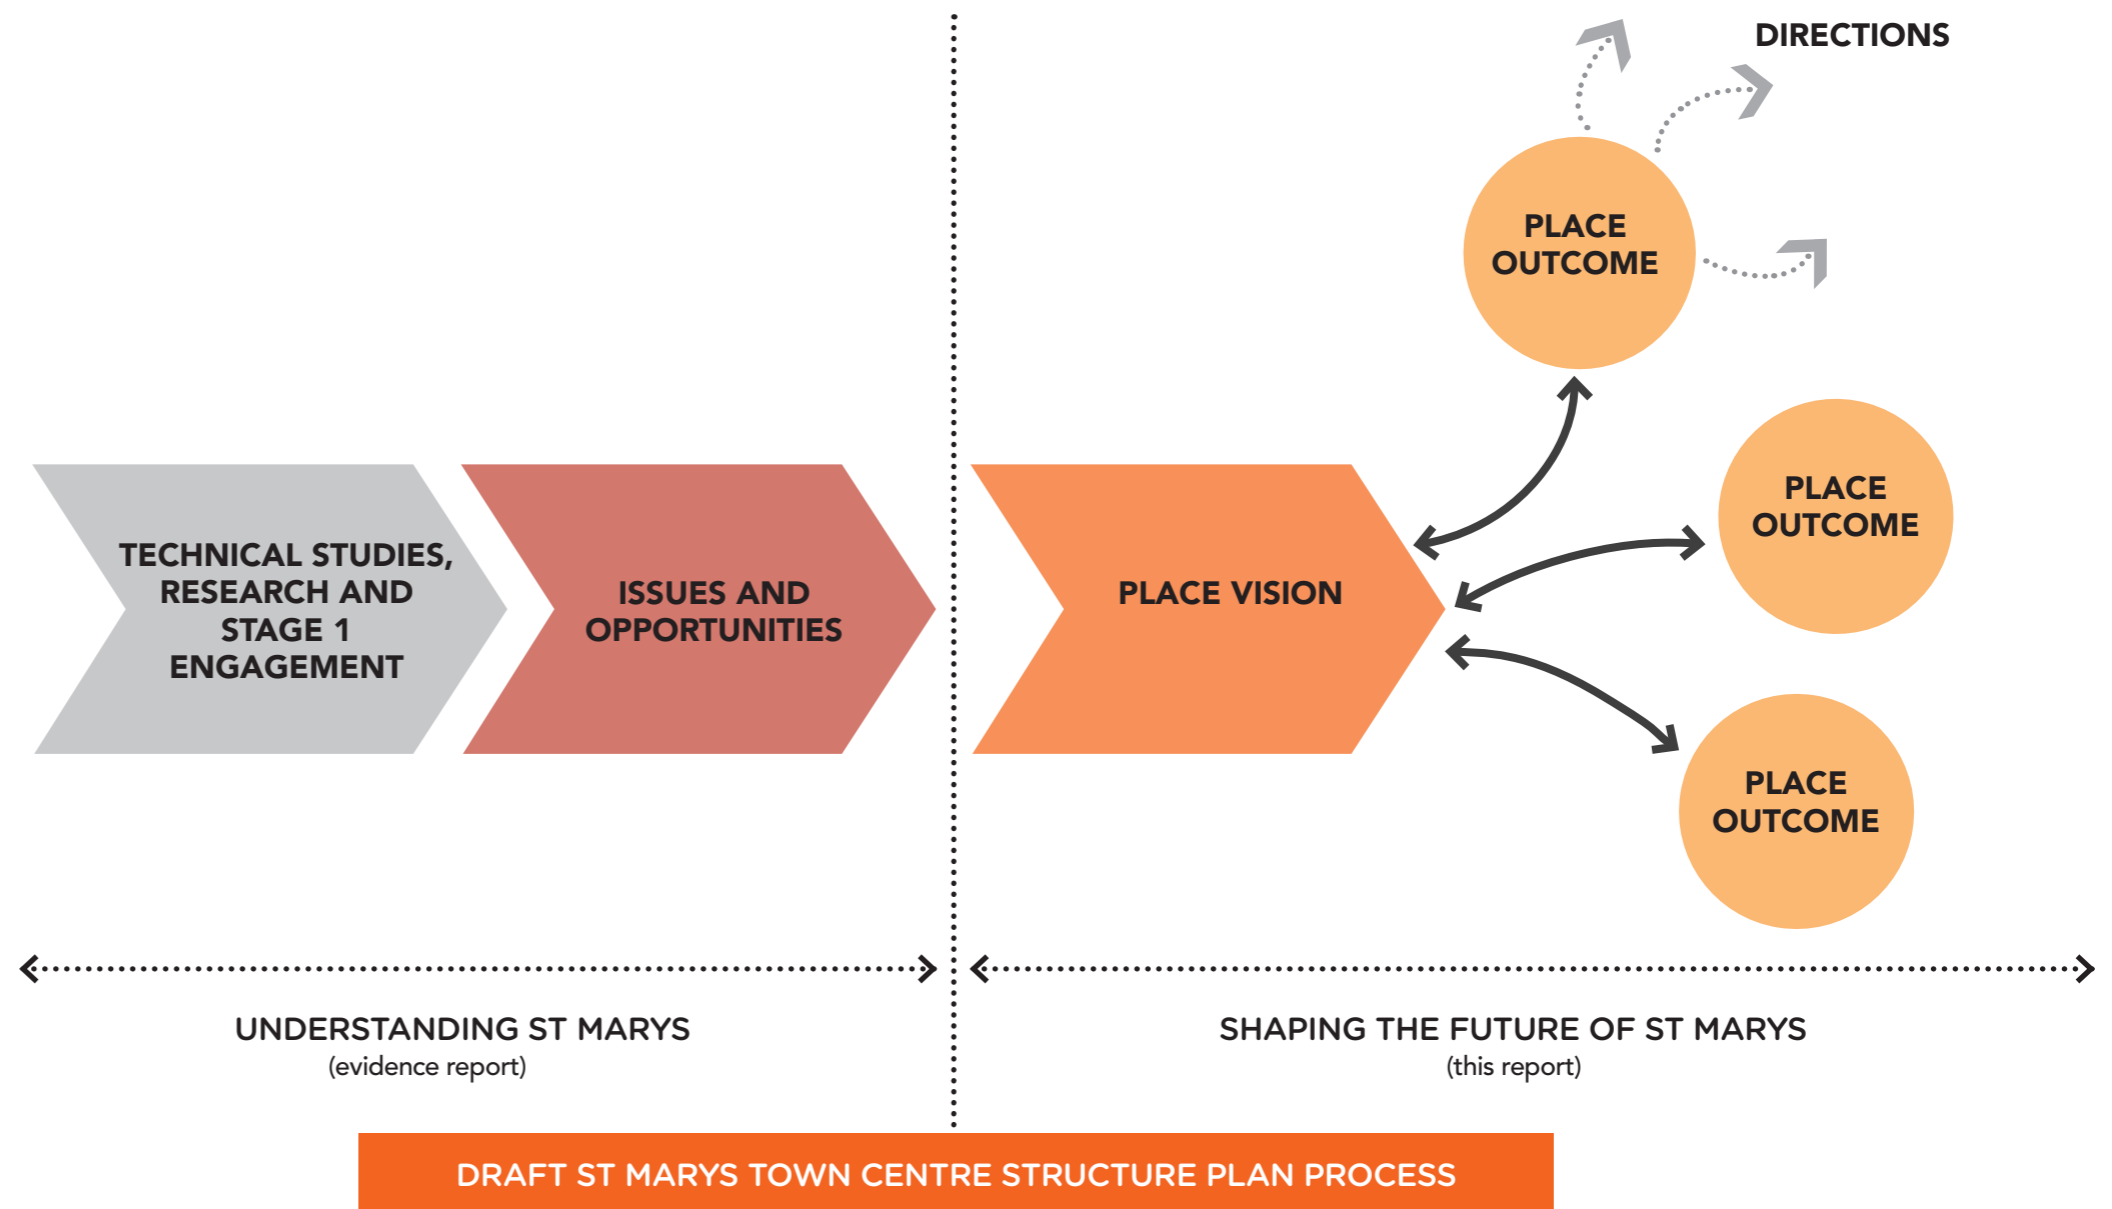 DIRECTIONS
PLACE
OUTCOME
PLACE
OUTCOME
TECHNICAL STUDIES,
RESEARCH AND
STAGE 1
ENGAGEMENT
ISSUES AND
OPPORTUNITIES
PLACE VISION
PLACE
OUTCOME
UNDERSTANDING ST MARYS
(evidence report)
SHAPING THE FUTURE OF ST MARYS
(this report)
DRAFT ST MARYS TOWN CENTRE STRUCTURE PLAN PROCESS